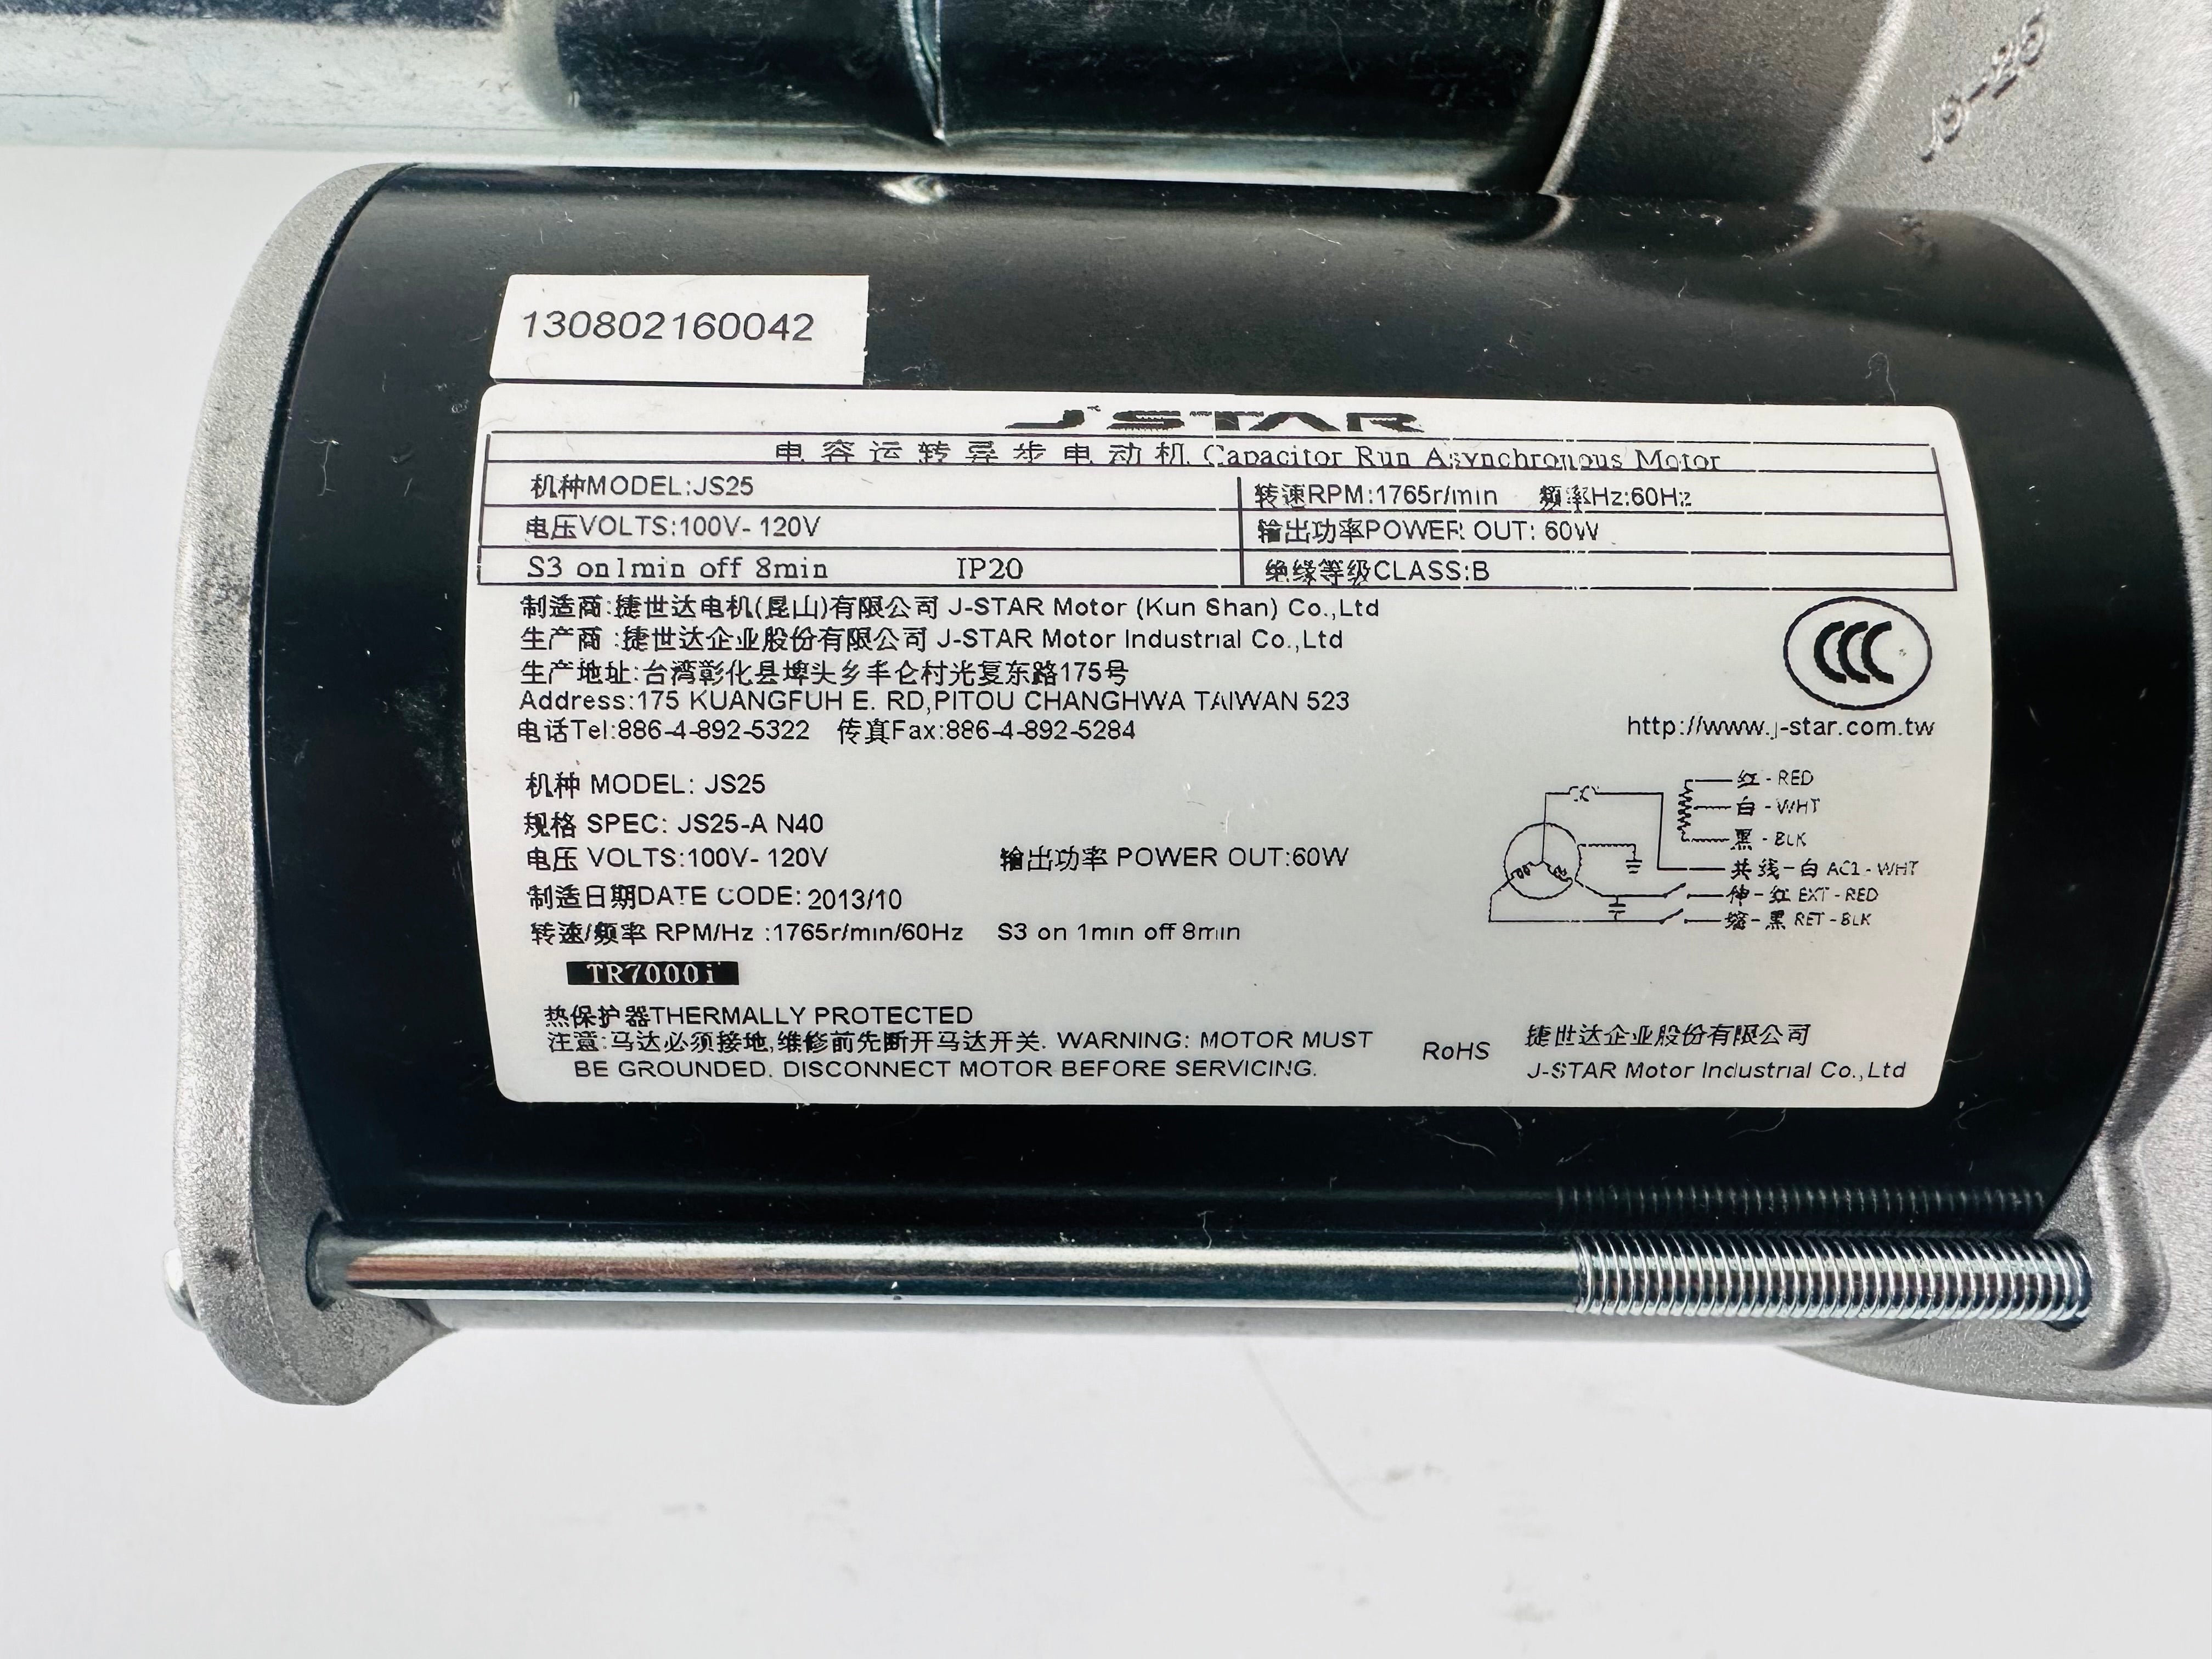 JS-25
130802160042
J STAR
电容运转异步电动机 Capacitor Run Asynchronous Motor
机种MODEL:JS25 转速RPM:1765r/min 频率Hz:60Hz
电压VOLTS:100V-120V 输出功率POWER OUT: 60W
S3 on1min off 8min IP20 绝缘等级CLASS:B
制造商:捷世达电机(昆山)有限公司 J-STAR Motor (Kun Shan) Co.,Ltd
生产商:捷世达企业股份有限公司 J-STAR Motor Industrial Co.,Ltd
生产地址:台湾彰化县埤头乡丰仑村光复东路175号
Address:175 KUANGFUH E. RD,PITOU CHANGHWA TAIWAN 523
电话Tel:886-4-892-5322 传真Fax:886-4-892-5284
CCC
http://www.j-star.com.tw
机种 MODEL: JS25
规格 SPEC: JS25-A N40
电压 VOLTS:100V-120V 输出功率 POWER OUT:60W
制造日期DATE CODE: 2013/10
转速/频率 RPM/Hz :1765r/min/60Hz S3 on 1min off 8min
TR7000i
红 - RED
白 - WHT
黑 - BLK
共线-白 AC1 - WHT
伸-红 EXT - RED
缩-黑 RET - BLK
热保护器THERMALLY PROTECTED
注意:马达必须接地,维修前先断开马达开关. WARNING: MOTOR MUST
BE GROUNDED. DISCONNECT MOTOR BEFORE SERVICING.
RoHS
捷世达企业股份有限公司
J-STAR Motor Industrial Co.,Ltd